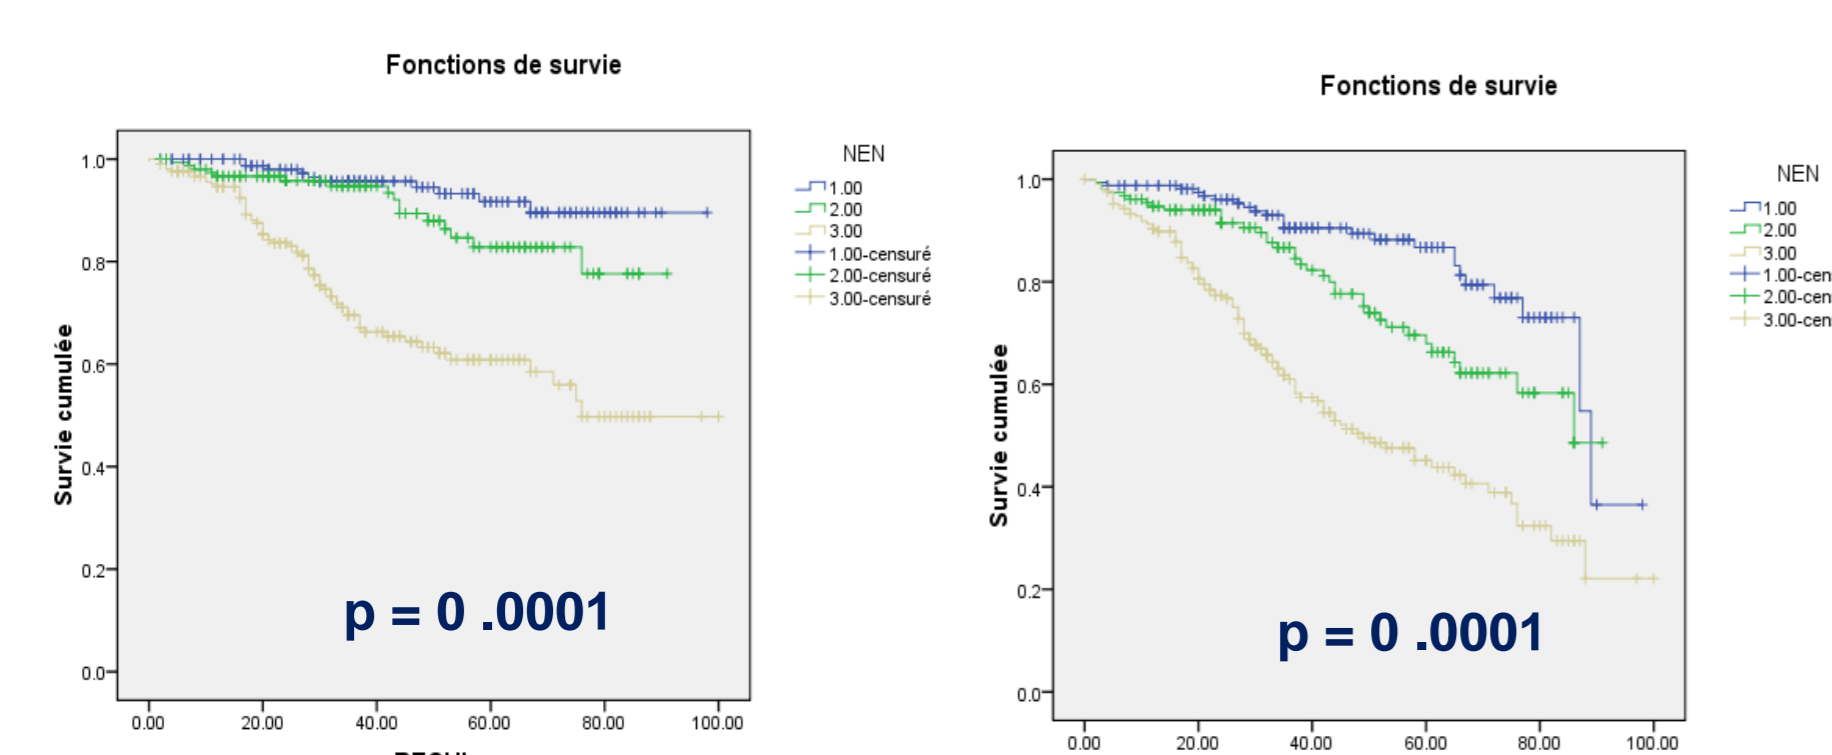 Fonctions de survie
NEN
1.00
2.00
3.00
1.00-censuré
2.00-censuré
3.00-censuré
Survie cumulée
1.0
0.8
0.6
0.4
0.2
0.0
p = 0 .0001
0.00 20.00 40.00 60.00 80.00 100.00
Fonctions de survie
NEN
1.00
2.00
3.00
1.00-cen
2.00-cen
3.00-cen
Survie cumulée
1.0
0.8
0.6
0.4
0.2
0.0
p = 0 .0001
0.00 20.00 40.00 60.00 80.00 100.00